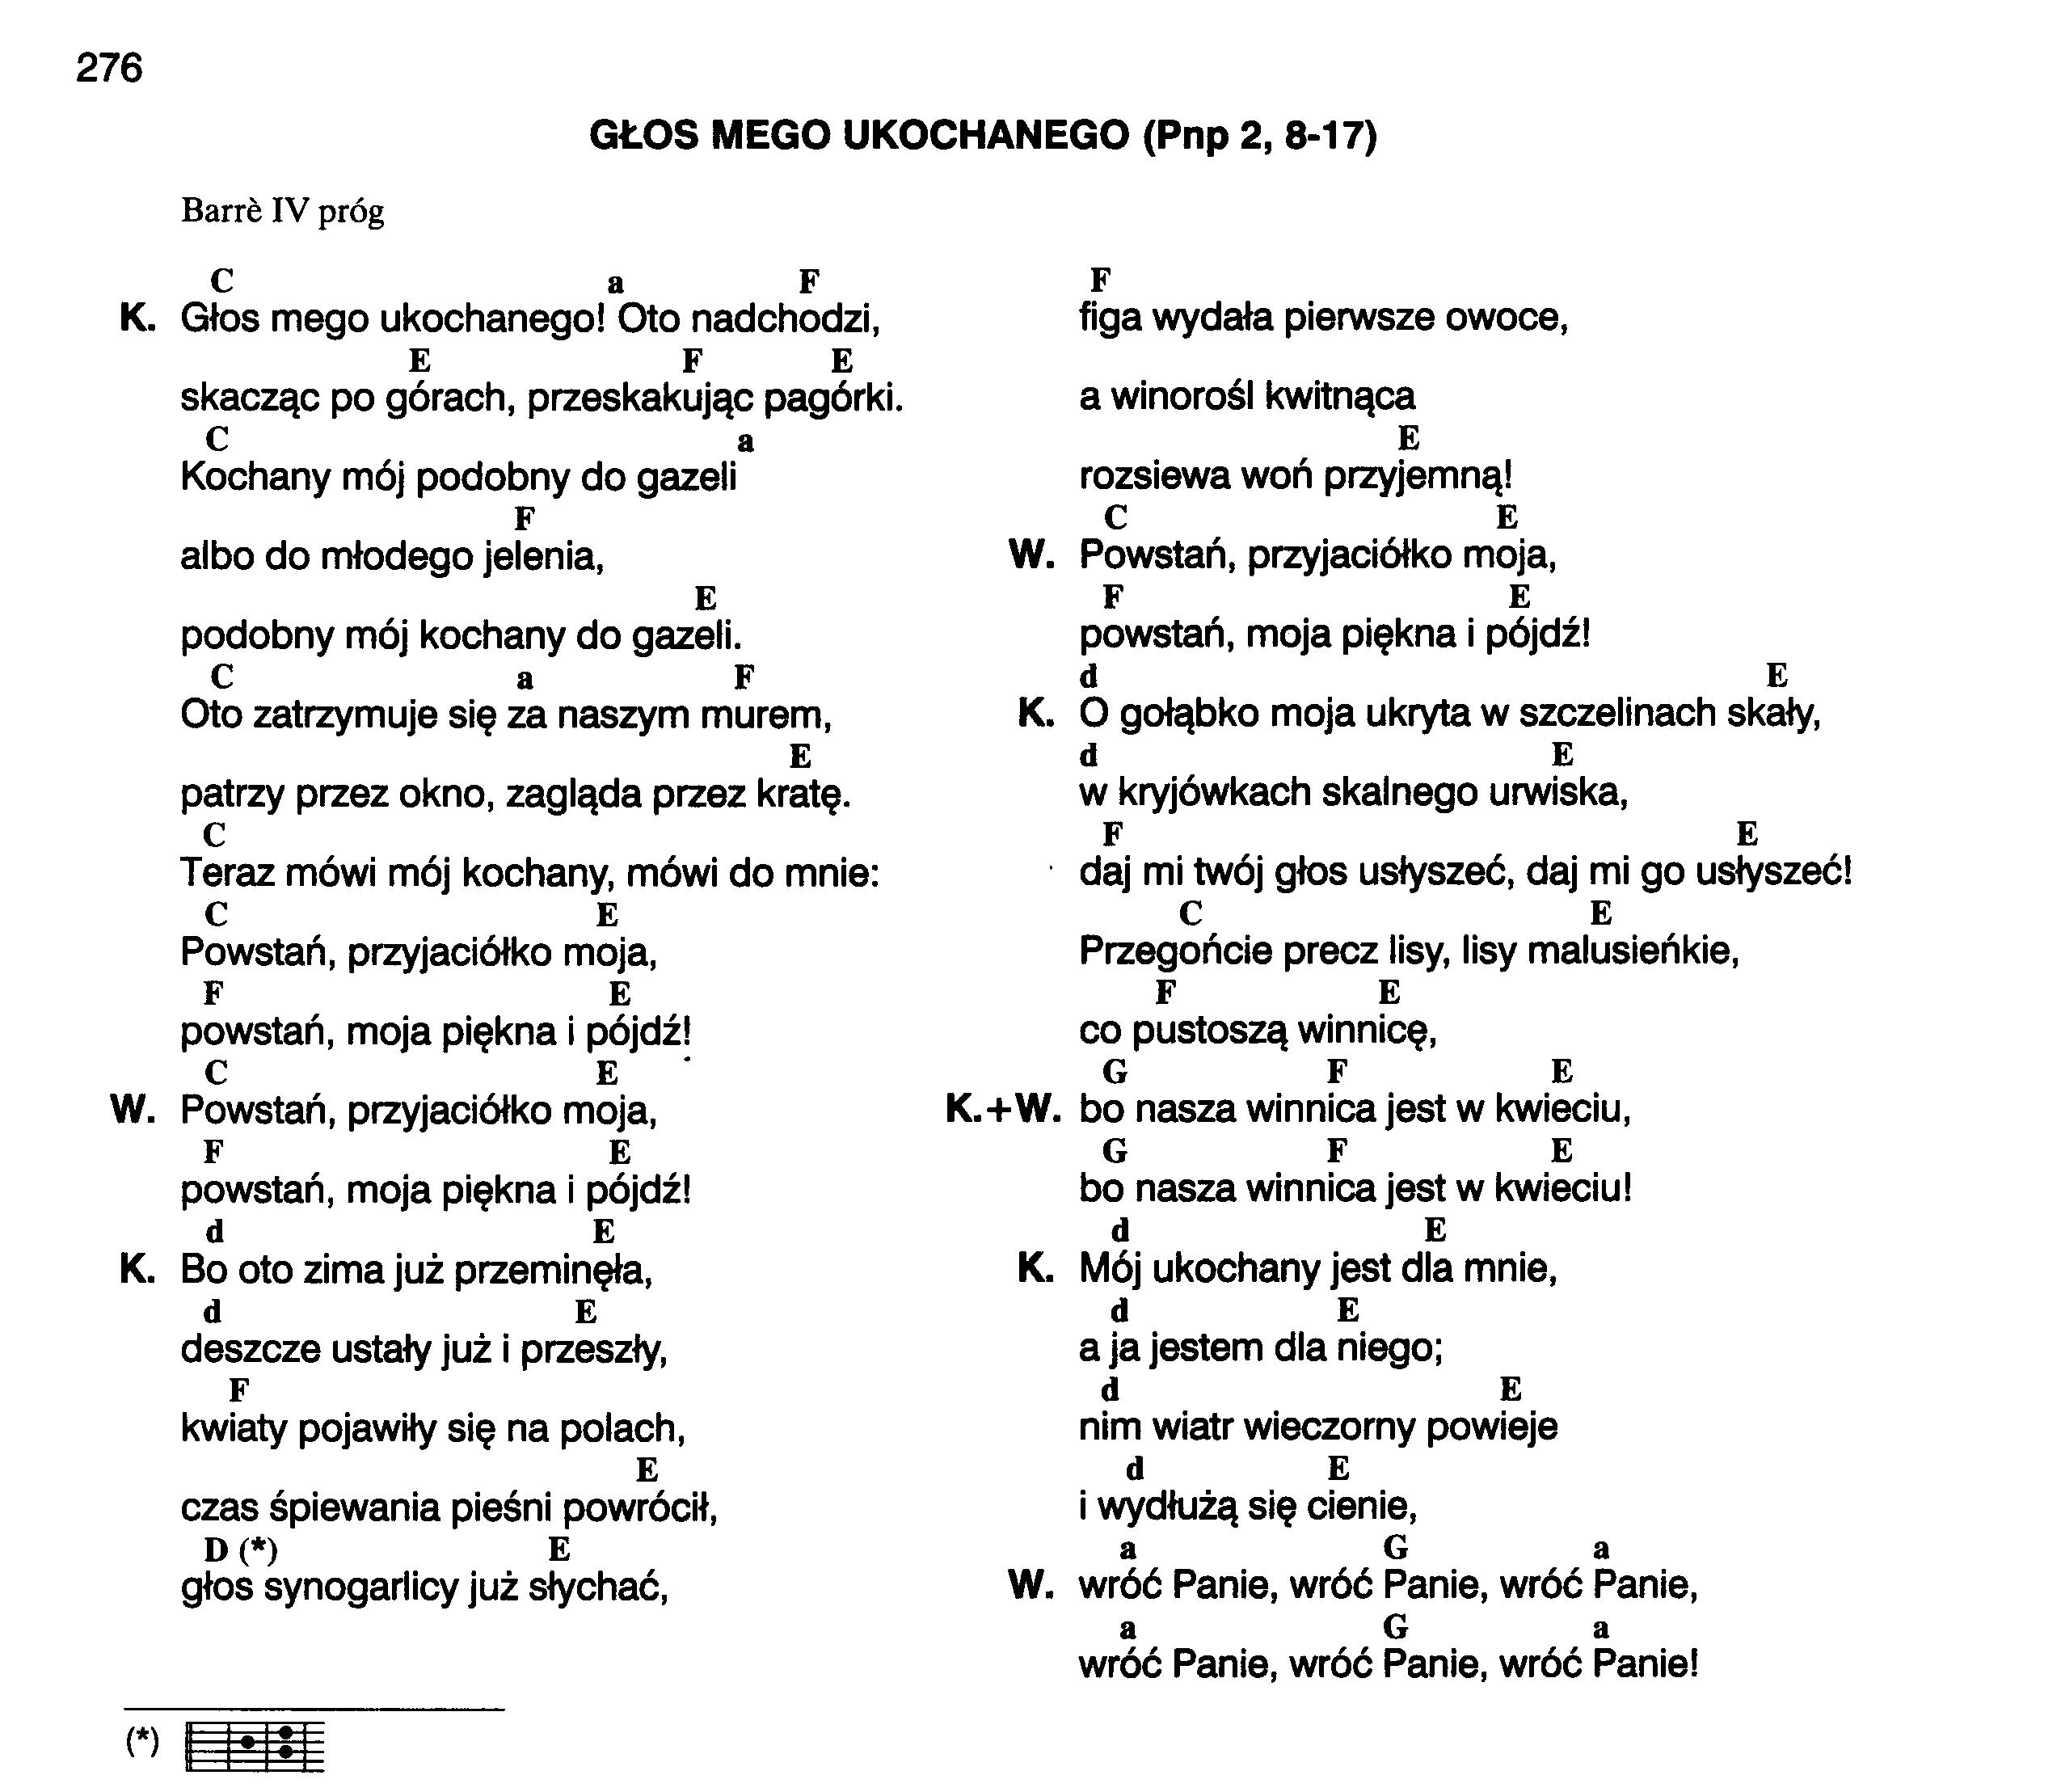 276
GŁOS MEGO UKOCHANEGO (Pnp 2, 8-17)
Barrè IV próg
C a F
K. Głos mego ukochanego! Oto nadchodzi,
E F E
skacząc po górach, przeskakując pagórki.
C a
Kochany mój podobny do gazeli
F
albo do młodego jelenia,
E
podobny mój kochany do gazeli.
C a F
Oto zatrzymuje się za naszym murem,
E
patrzy przez okno, zagląda przez kratę.
C
Teraz mówi mój kochany, mówi do mnie:
C E
Powstań, przyjaciółko moja,
F E
powstań, moja piękna i pójdź!
C E
W. Powstań, przyjaciółko moja,
F E
powstań, moja piękna i pójdź!
d E
K. Bo oto zima już przeminęła,
d E
deszcze ustały już i przeszły,
F
kwiaty pojawiły się na polach,
E
czas śpiewania pieśni powrócił,
D (*) E
głos synogarlicy już słychać,
F
figa wydała pierwsze owoce,
a winorośl kwitnąca
E
rozsiewa woń przyjemną!
C E
W. Powstań, przyjaciółko moja,
F E
powstań, moja piękna i pójdź!
d E
K. O gołąbko moja ukryta w szczelinach skały,
d E
w kryjówkach skalnego urwiska,
F E
daj mi twój głos usłyszeć, daj mi go usłyszeć!
C E
Przegońcie precz lisy, lisy malusieńkie,
F E
co pustoszą winnicę,
G F E
K.+W. bo nasza winnica jest w kwieciu,
G F E
bo nasza winnica jest w kwieciu!
d E
K. Mój ukochany jest dla mnie,
d E
a ja jestem dla niego;
d E
nim wiatr wieczorny powieje
d E
i wydłużą się cienie,
a G a
W. wróć Panie, wróć Panie, wróć Panie,
a G a
wróć Panie, wróć Panie, wróć Panie!
(*)